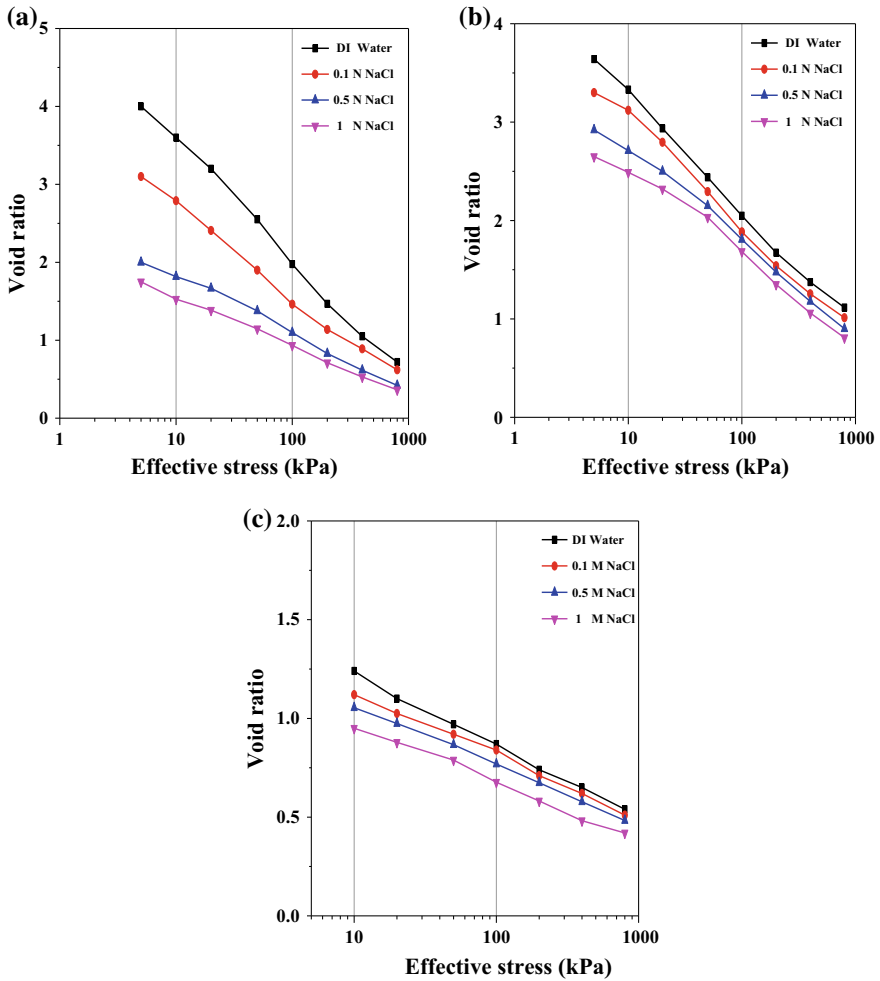 (a)
5
4
3
2
1
0
Void ratio
DI Water
0.1 N NaCl
0.5 N NaCl
1 N NaCl
1
10
100
1000
Effective stress (kPa)
(b)
4
3
2
1
0
Void ratio
DI Water
0.1 N NaCl
0.5 N NaCl
1 N NaCl
1
10
100
1000
Effective stress (kPa)
(c)
2.0
1.5
1.0
0.5
0.0
Void ratio
DI Water
0.1 M NaCl
0.5 M NaCl
1 M NaCl
10
100
1000
Effective stress (kPa)